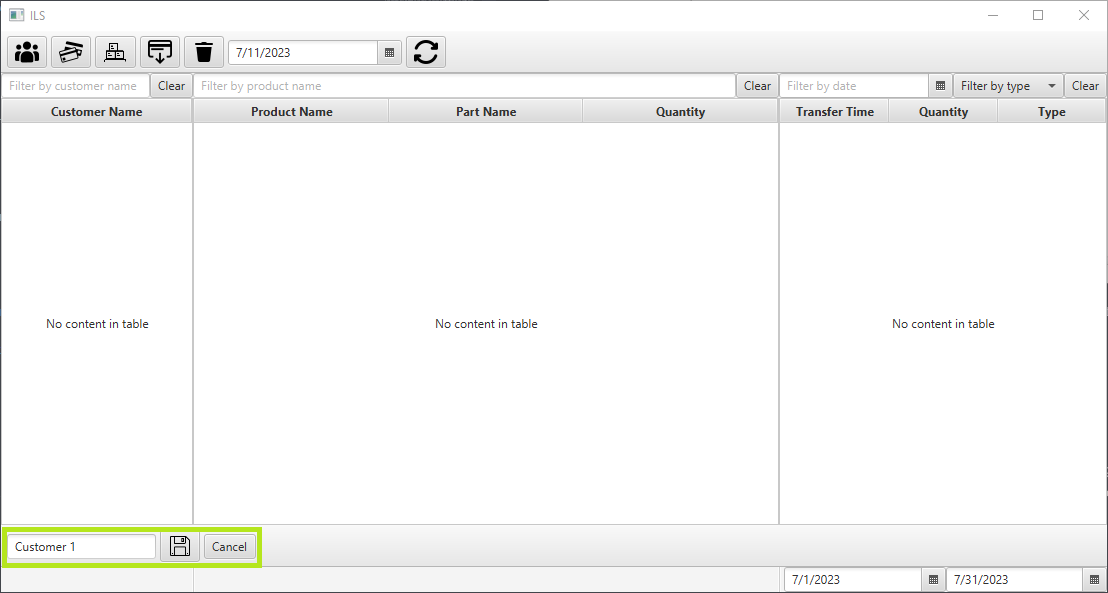 ILS
7/11/2023
Filter by customer name Clear Filter by product name Clear Filter by date Filter by type Clear
Customer Name Product Name Part Name Quantity Transfer Time Quantity Type
No content in table No content in table No content in table
Customer 1 Cancel
7/1/2023 7/31/2023